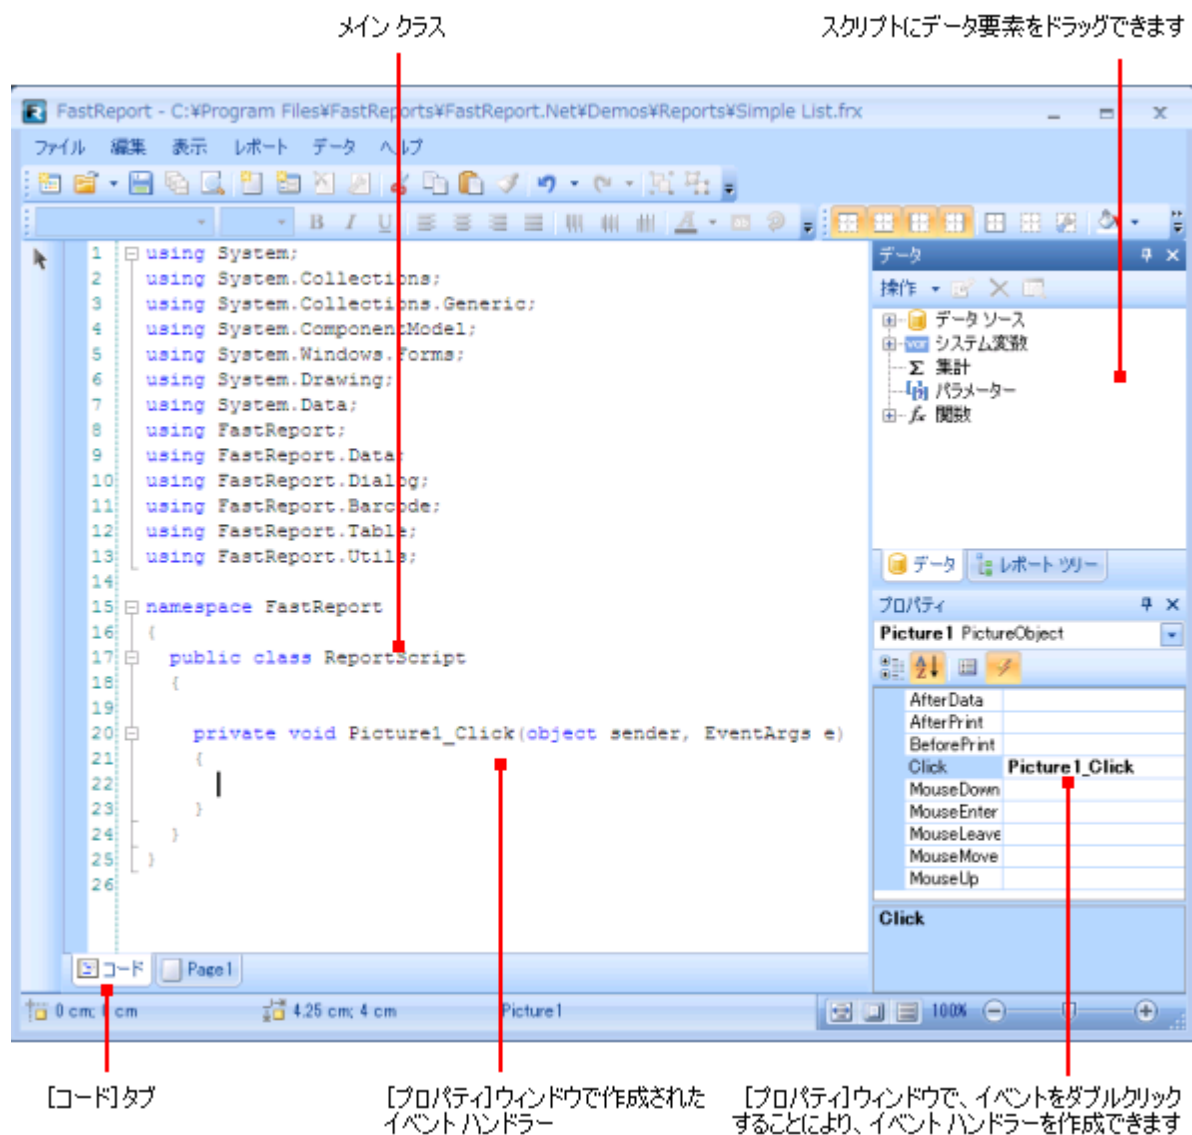 メイン クラス
スクリプトにデータ要素をドラッグできます
FastReport - C:¥Program Files¥FastReports¥FastReport.Net¥Demos¥Reports¥Simple List.frx
ファイル 編集 表示 レポート データ ヘルプ
B I U A
1 using System;
2 using System.Collections;
3 using System.Collections.Generic;
4 using System.ComponentModel;
5 using System.Windows.Forms;
6 using System.Drawing;
7 using System.Data;
8 using FastReport;
9 using FastReport.Data;
10 using FastReport.Dialog;
11 using FastReport.Barcode;
12 using FastReport.Table;
13 using FastReport.Utils;
14
15 namespace FastReport
16 {
17 public class ReportScript
18 {
19
20 private void Picture1_Click(object sender, EventArgs e)
21 {
22
23 }
24 }
25 }
26
データ
操作
データ ソース
var システム変数
Σ 集計
パラメーター
fx 関数
データ レポート ツリー
プロパティ
Picture1 PictureObject
AfterData
AfterPrint
BeforePrint
Click Picture1_Click
MouseDown
MouseEnter
MouseLeave
MouseMove
MouseUp
Click
コード Page1
0 cm; 0 cm 4.25 cm; 4 cm Picture1 100%
[コード]タブ
[プロパティ]ウィンドウで作成された
イベント ハンドラー
[プロパティ]ウィンドウで、イベントをダブルクリック
することにより、イベント ハンドラーを作成できます